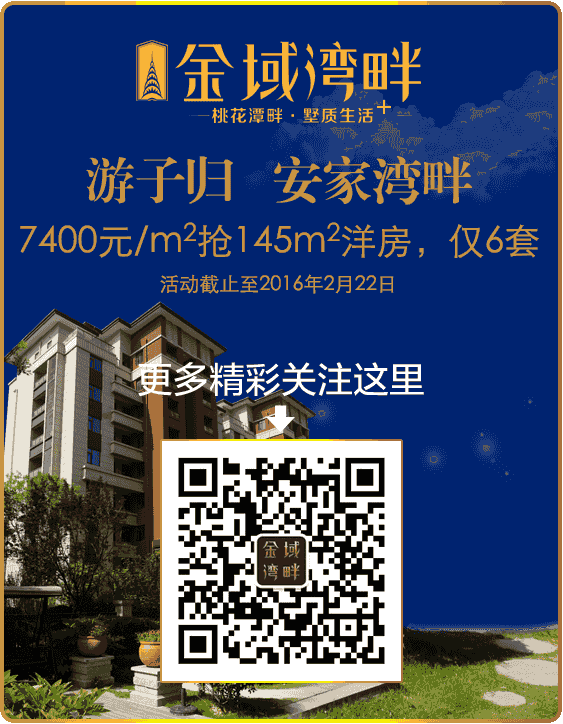 金域湾畔
桃花潭畔·墅质生活+
游子归 安家湾畔
7400元/m²抢145m²洋房，仅6套
活动截止至2016年2月22日
更多精彩关注这里
金域
湾畔